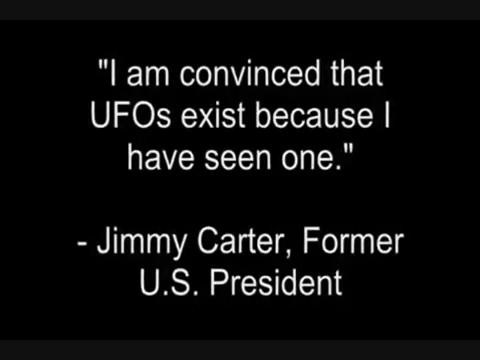 "I am convinced that
UFOs exist because I
have seen one."
- Jimmy Carter, Former
U.S. President